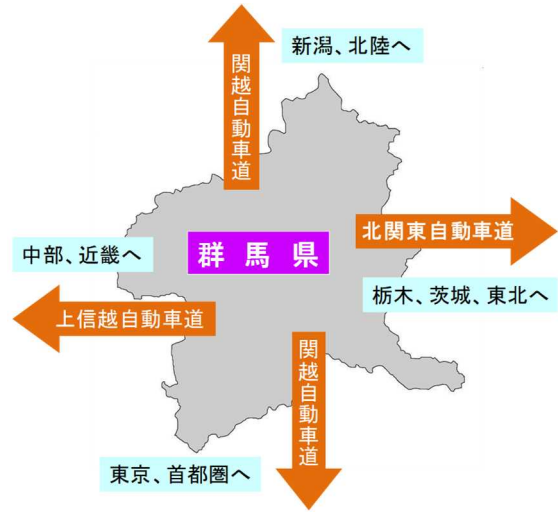 新潟、北陸へ
関越自動車道
北関東自動車道
群馬県
中部、近畿へ
栃木、茨城、東北へ
上信越自動車道
関越自動車道
東京、首都圏へ